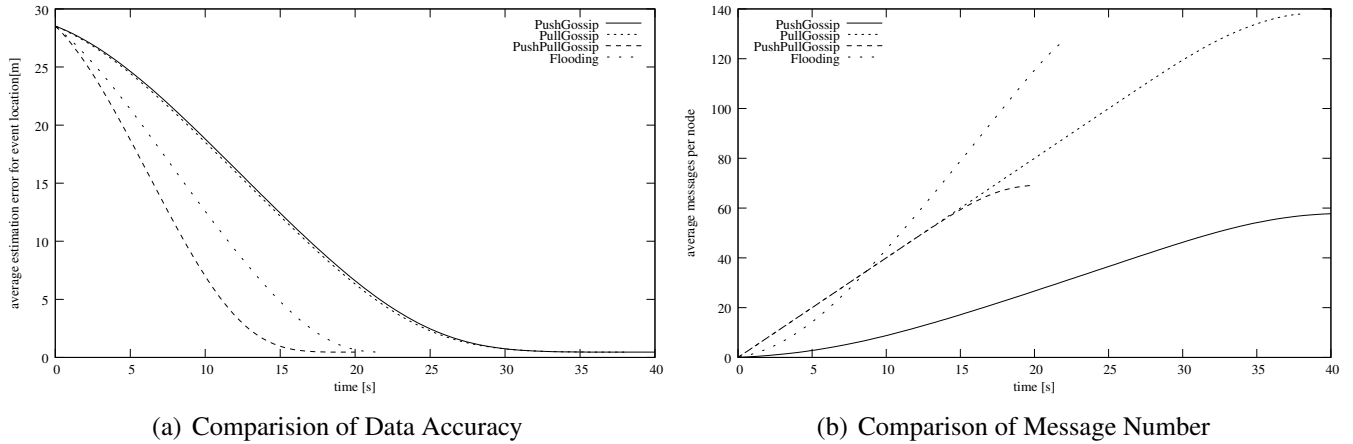 30
25
20
15
10
5
0
0 5 10 15 20 25 30 35 40
average estimation error for event location[m]
time [s]
PushGossip
PullGossip
PushPullGossip
Flooding
(a) Comparision of Data Accuracy
140
120
100
80
60
40
20
0
0 5 10 15 20 25 30 35 40
average messages per node
time [s]
PushGossip
PullGossip
PushPullGossip
Flooding
(b) Comparison of Message Number